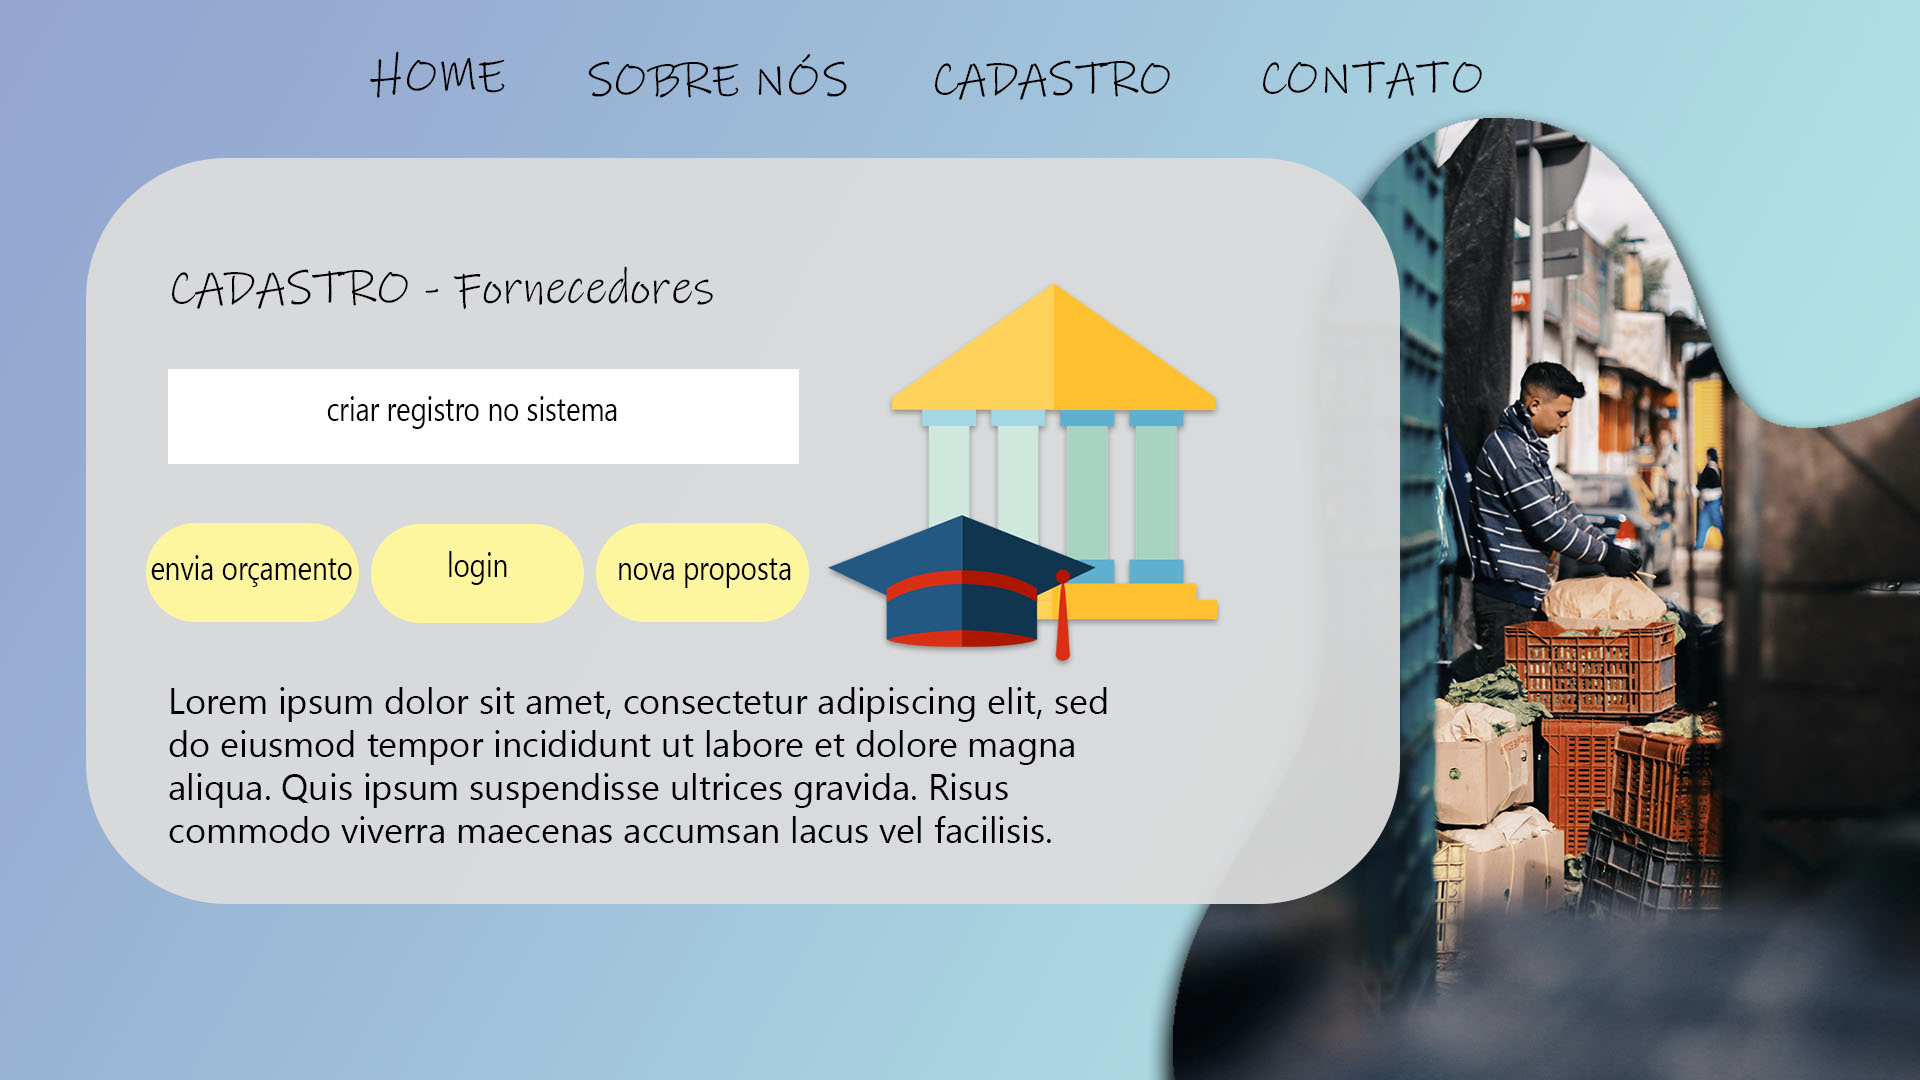 HOME
SOBRE NÓS
CADASTRO
CONTATO
CADASTRO - Fornecedores
criar registro no sistema
envia orçamento
login
nova proposta
Lorem ipsum dolor sit amet, consectetur adipiscing elit, sed
do eiusmod tempor incididunt ut labore et dolore magna
aliqua. Quis ipsum suspendisse ultrices gravida. Risus
commodo viverra maecenas accumsan lacus vel facilisis.